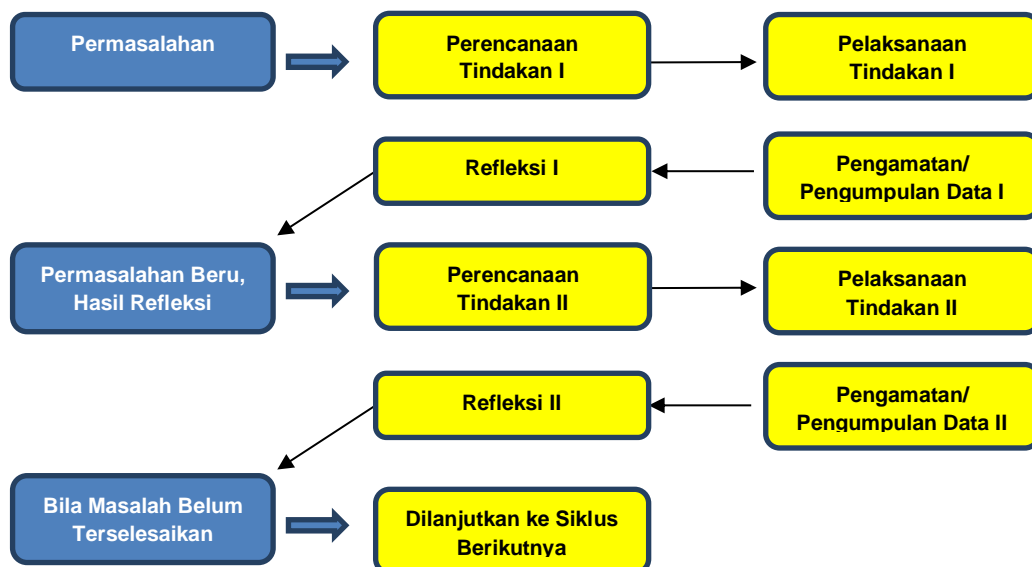 Permasalahan
Perencanaan
Tindakan I
Pelaksanaan
Tindakan I
Refleksi I
Pengamatan/
Pengumpulan Data I
Permasalahan Beru,
Hasil Refleksi
Perencanaan
Tindakan II
Pelaksanaan
Tindakan II
Refleksi II
Pengamatan/
Pengumpulan Data II
Bila Masalah Belum
Terselesaikan
Dilanjutkan ke Siklus
Berikutnya